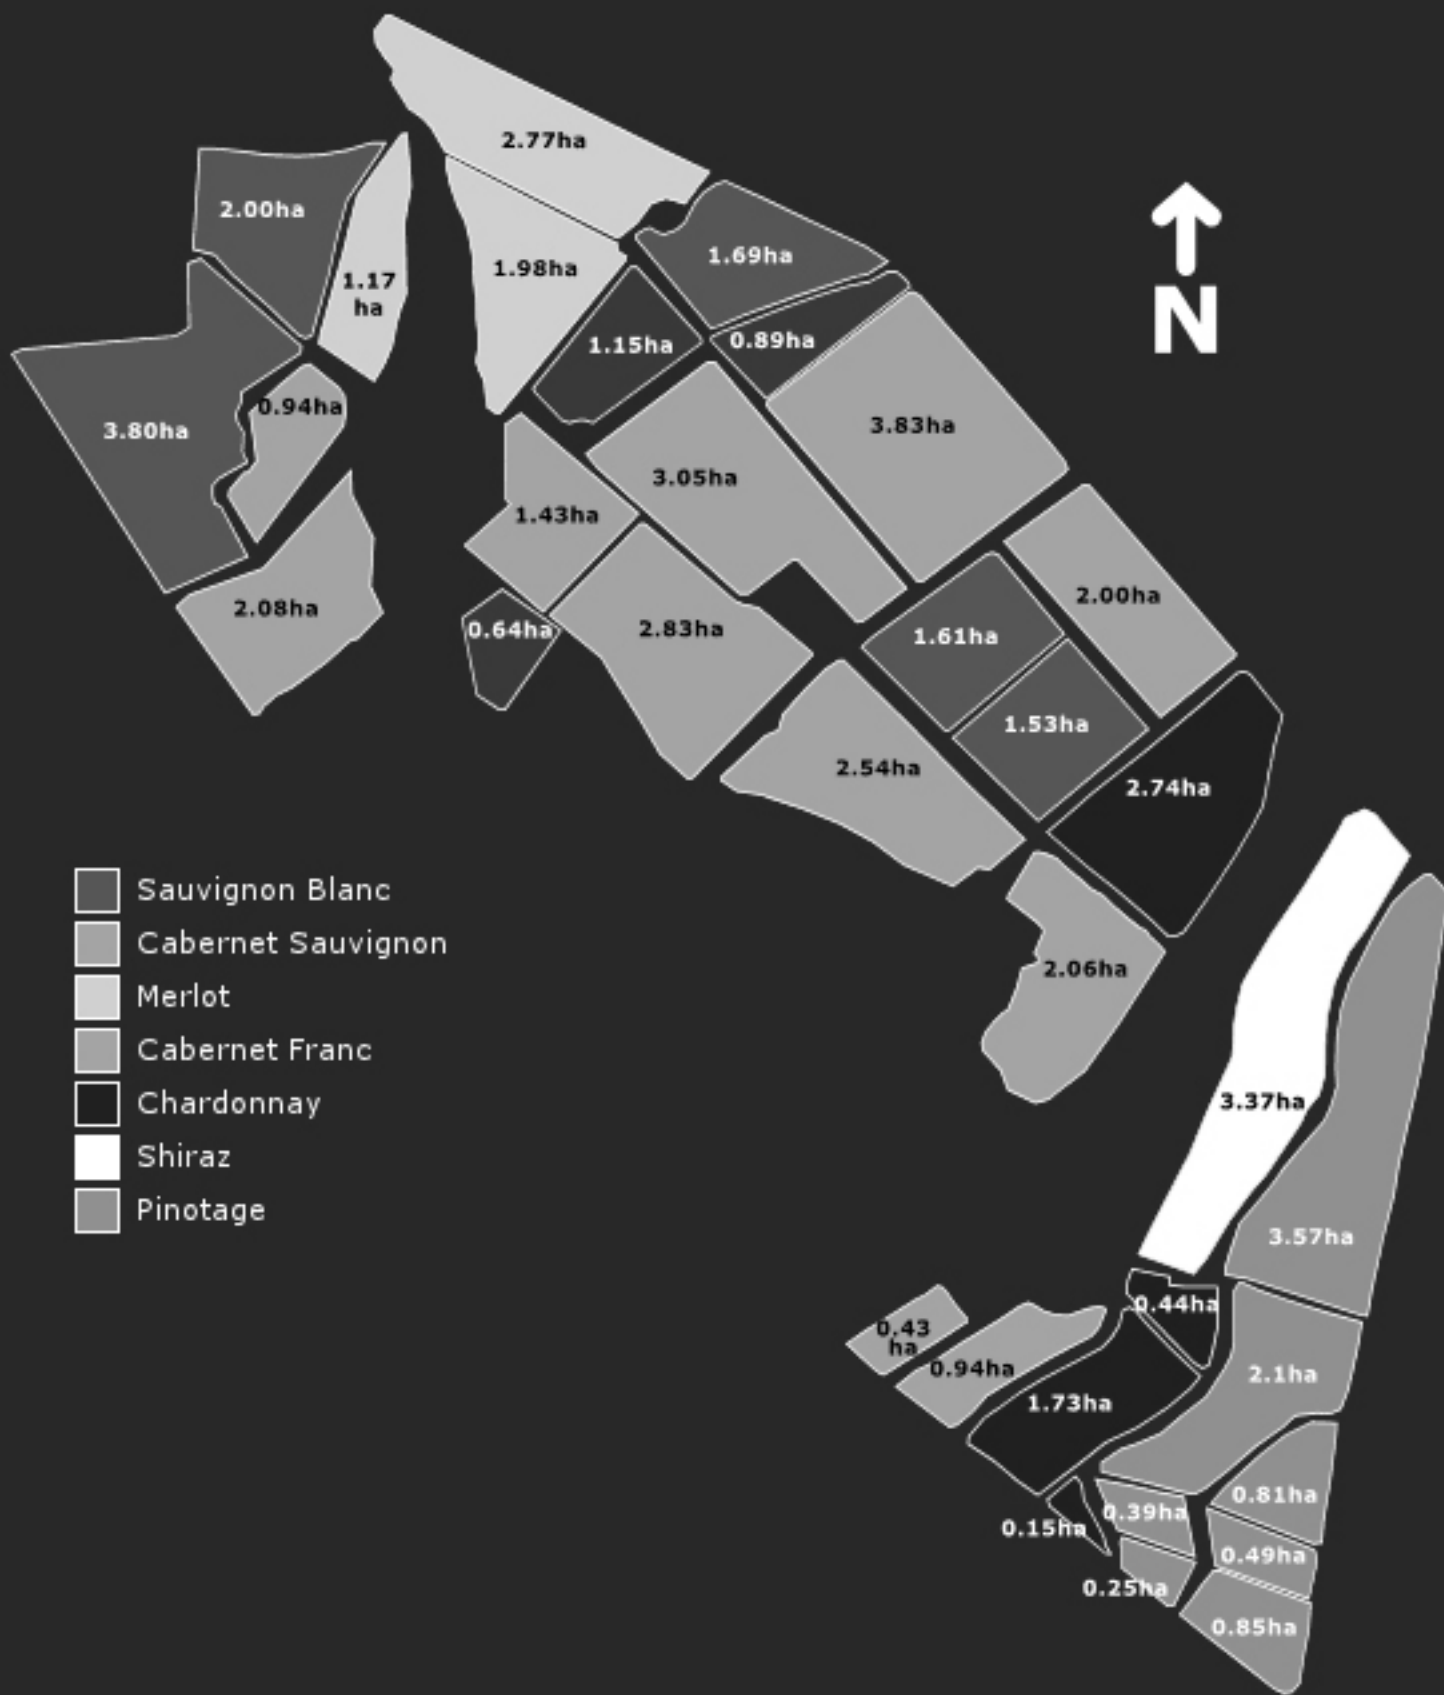 2.77ha
2.00ha
1.17
ha
1.98ha
1.69ha
1.15ha
0.89ha
N
3.80ha
0.94ha
3.83ha
3.05ha
1.43ha
2.08ha
0.64ha
2.83ha
2.00ha
1.61ha
1.53ha
2.54ha
2.74ha
Sauvignon Blanc
Cabernet Sauvignon
Merlot
Cabernet Franc
Chardonnay
Shiraz
Pinotage
2.06ha
3.37ha
3.57ha
0.44ha
0.43
ha
0.94ha
1.73ha
2.1ha
0.81ha
0.39ha
0.15ha
0.49ha
0.25ha
0.85ha